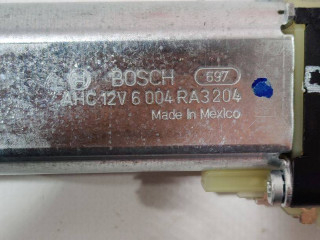 BOSCH 697
AHC 12V 6 004 RA3 204
Made in Mexico